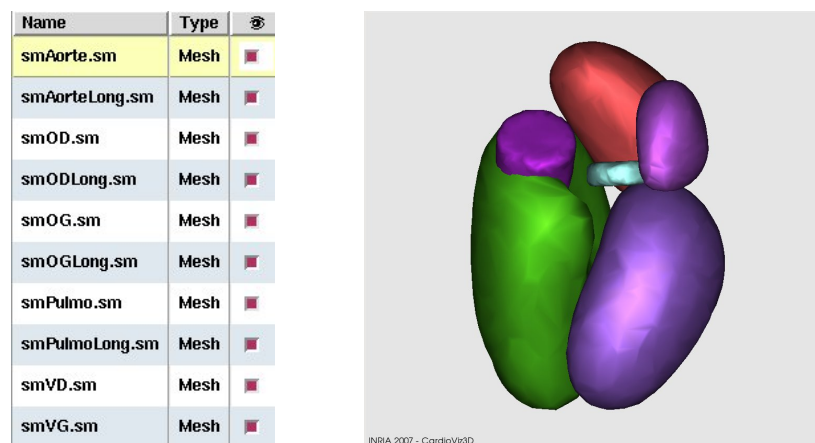 Name Type
smAorte.sm Mesh
smAorteLong.sm Mesh
smOD.sm Mesh
smODLong.sm Mesh
smOG.sm Mesh
smOGLong.sm Mesh
smPulmo.sm Mesh
smPulmoLong.sm Mesh
smVD.sm Mesh
smVG.sm Mesh
INRIA 2007 - CardioViz3D